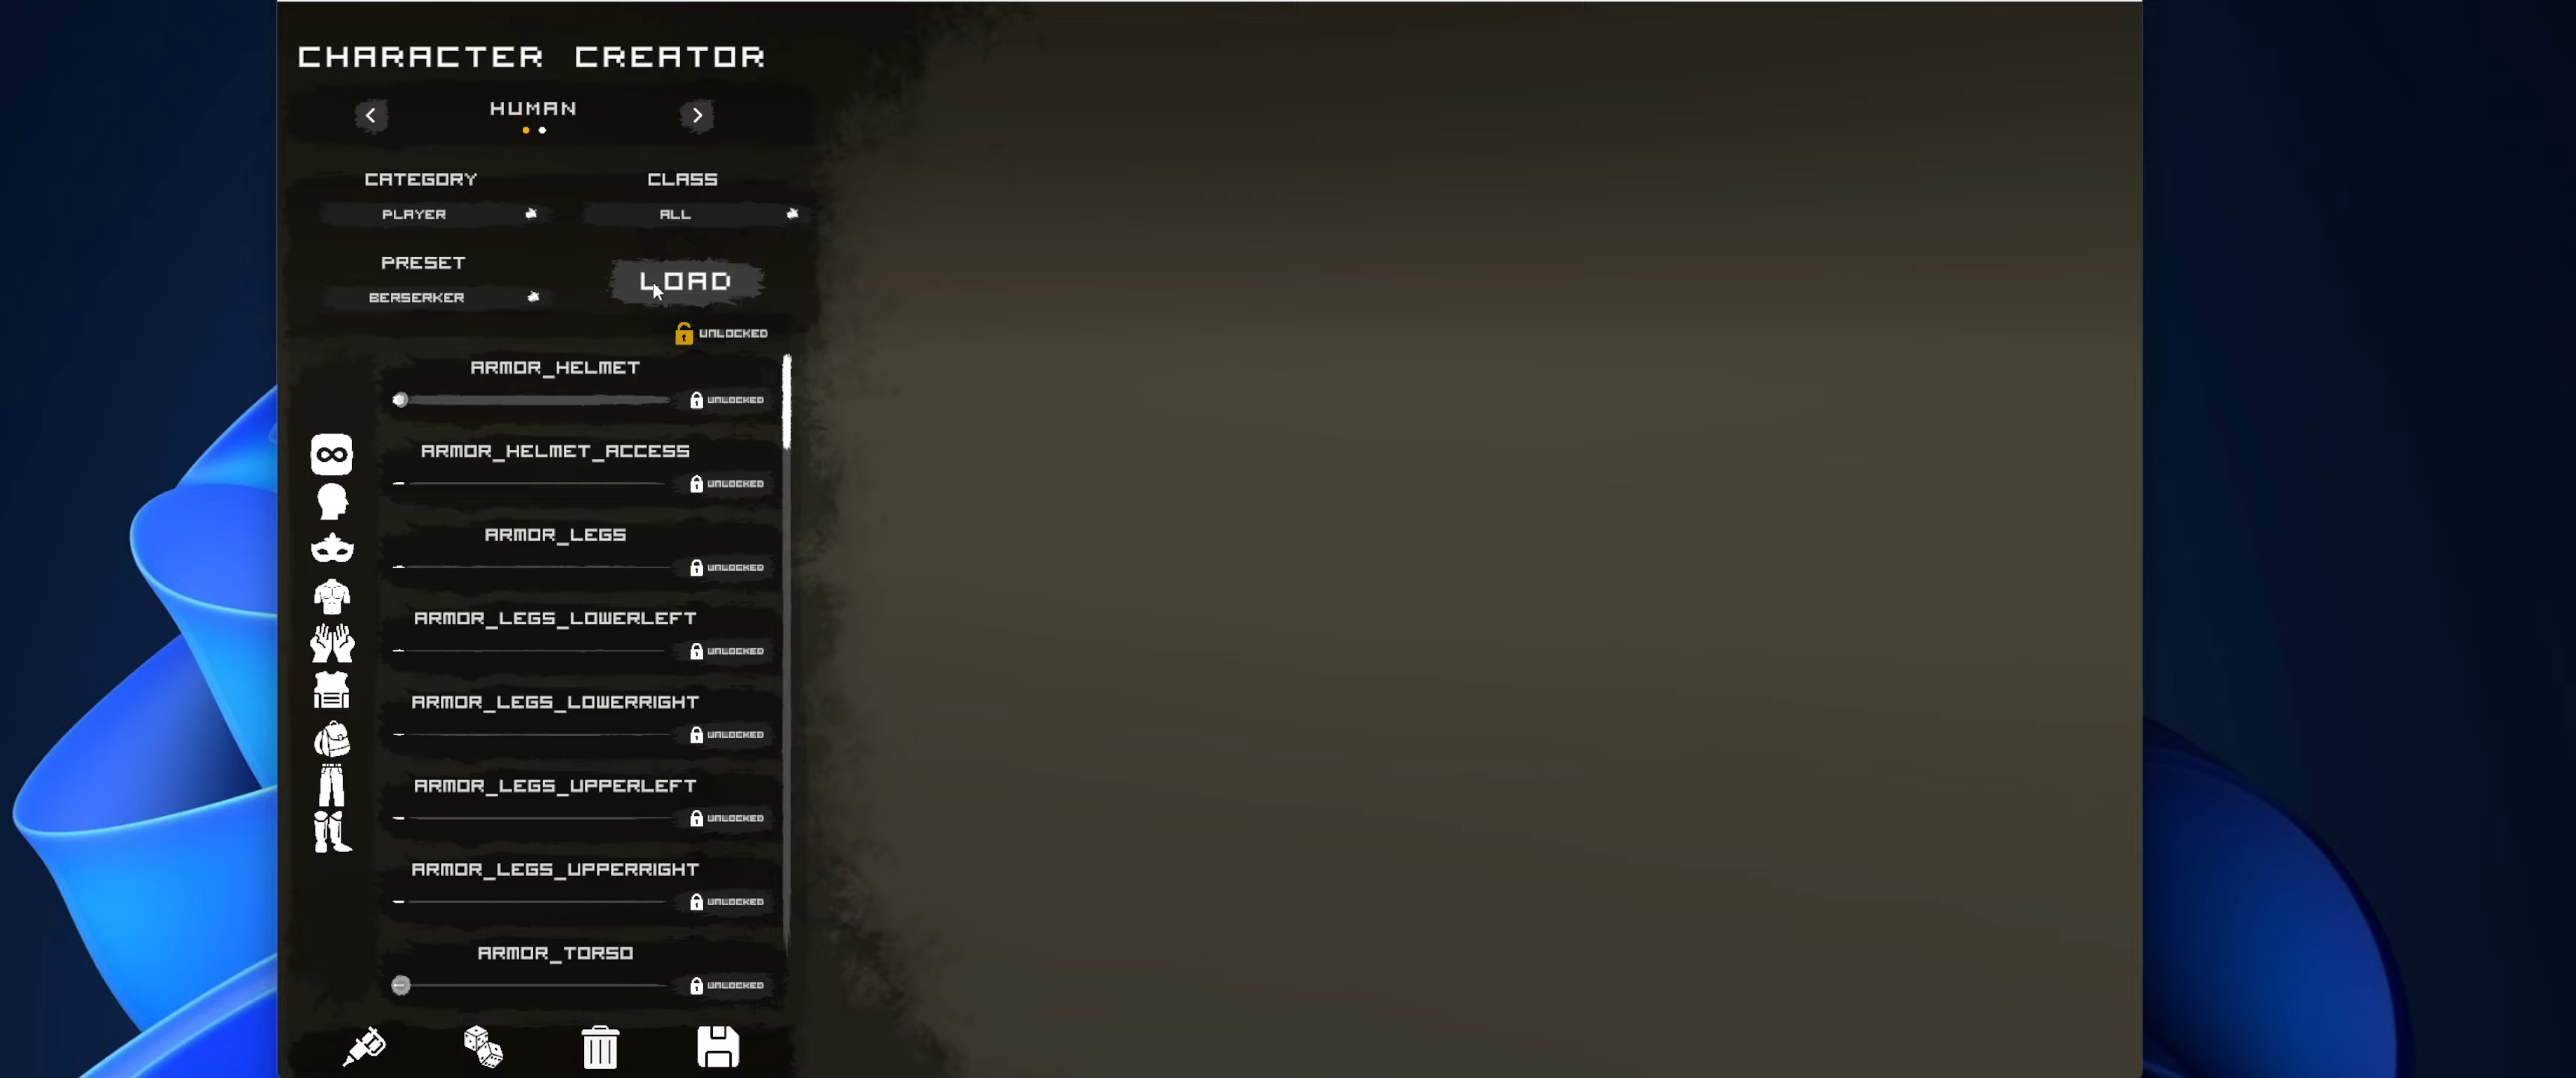 CHARACTER CREATOR
HUMAN
CATEGORY
CLASS
PLAYER
ALL
PRESET
LOAD
BERSERKER
UNLOCKED
ARMOR_HELMET
UNLOCKED
ARMOR_HELMET_ACCESS
UNLOCKED
ARMOR_LEGS
UNLOCKED
ARMOR_LEGS_LOWERLEFT
UNLOCKED
ARMOR_LEGS_LOWERRIGHT
UNLOCKED
ARMOR_LEGS_UPPERLEFT
UNLOCKED
ARMOR_LEGS_UPPERRIGHT
UNLOCKED
ARMOR_TORSO
UNLOCKED